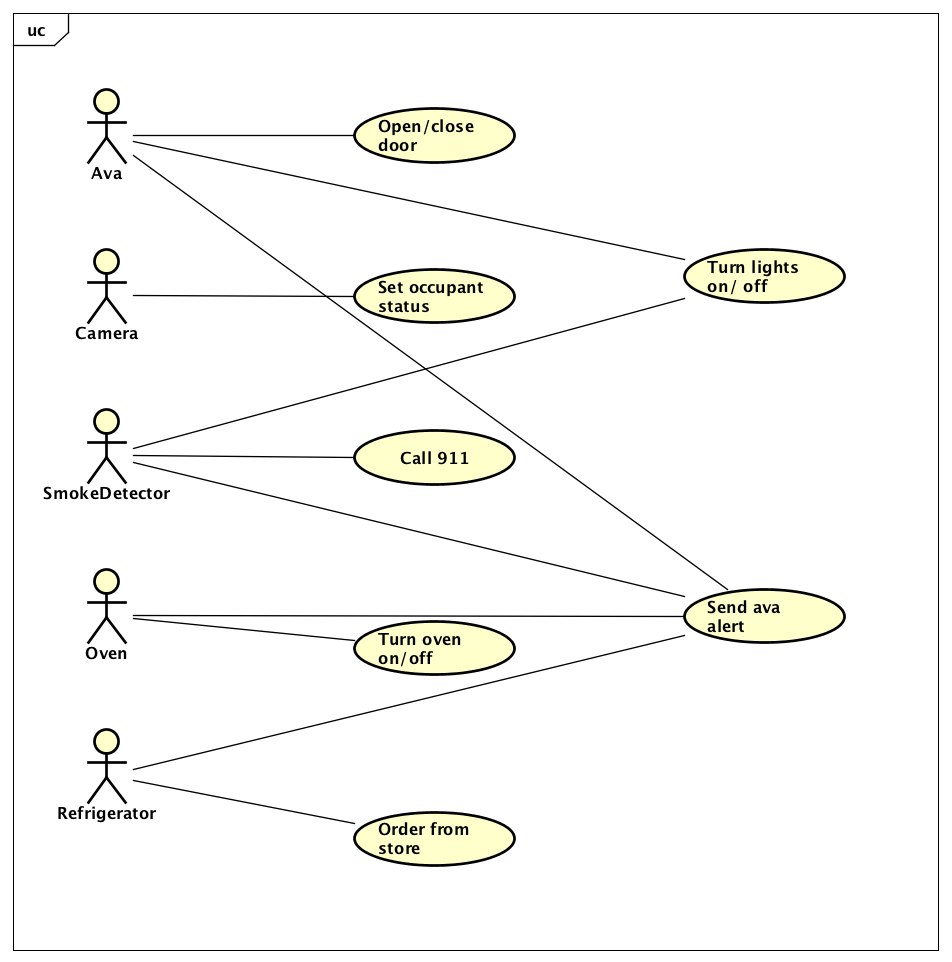 uc
Ava
Open/close
door
Turn lights
on/ off
Camera
Set occupant
status
SmokeDetector
Call 911
Oven
Turn oven
on/off
Send ava
alert
Refrigerator
Order from
store